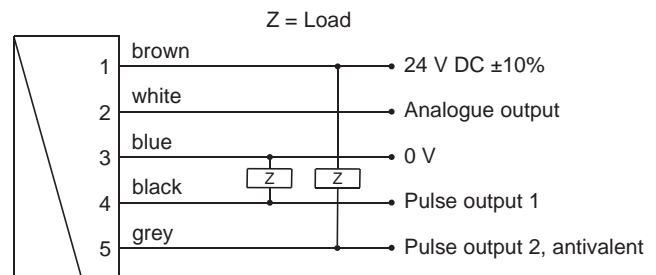 Z = Load
1 brown 24 V DC ±10%
2 white Analogue output
3 blue 0 V
Z Z
4 black Pulse output 1
5 grey Pulse output 2, antivalent